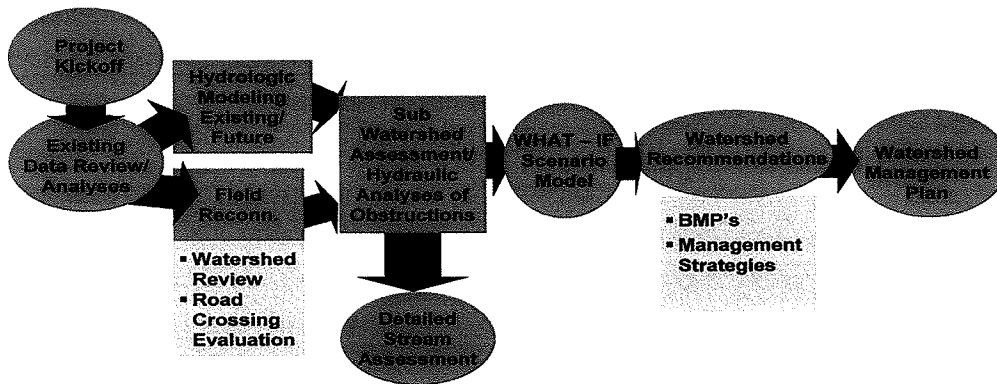 Project
Kickoff
Existing
Data Review/
Analyses
Hydrologic
Modeling
Existing/
Future
Field
Reconn.
▪ Watershed
Review
▪ Road
Crossing
Evaluation
Sub
Watershed
Assessment/
Hydraulic
Analyses of
Obstructions
Detailed
Stream
Assessment
WHAT – IF
Scenario
Model
Watershed
Recommendations
▪ BMP's
▪ Management
Strategies
Watershed
Management
Plan